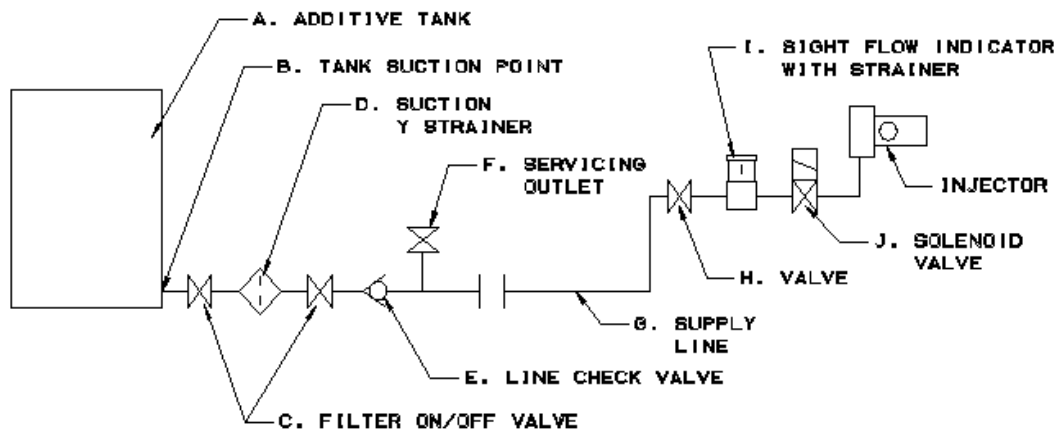 A. ADDITIVE TANK
B. TANK SUCTION POINT
D. SUCTION
Y STRAINER
F. SERVICING
OUTLET
I. SIGHT FLOW INDICATOR
WITH STRAINER
INJECTOR
J. SOLENOID
VALVE
H. VALVE
G. SUPPLY
LINE
E. LINE CHECK VALVE
C. FILTER ON/OFF VALVE